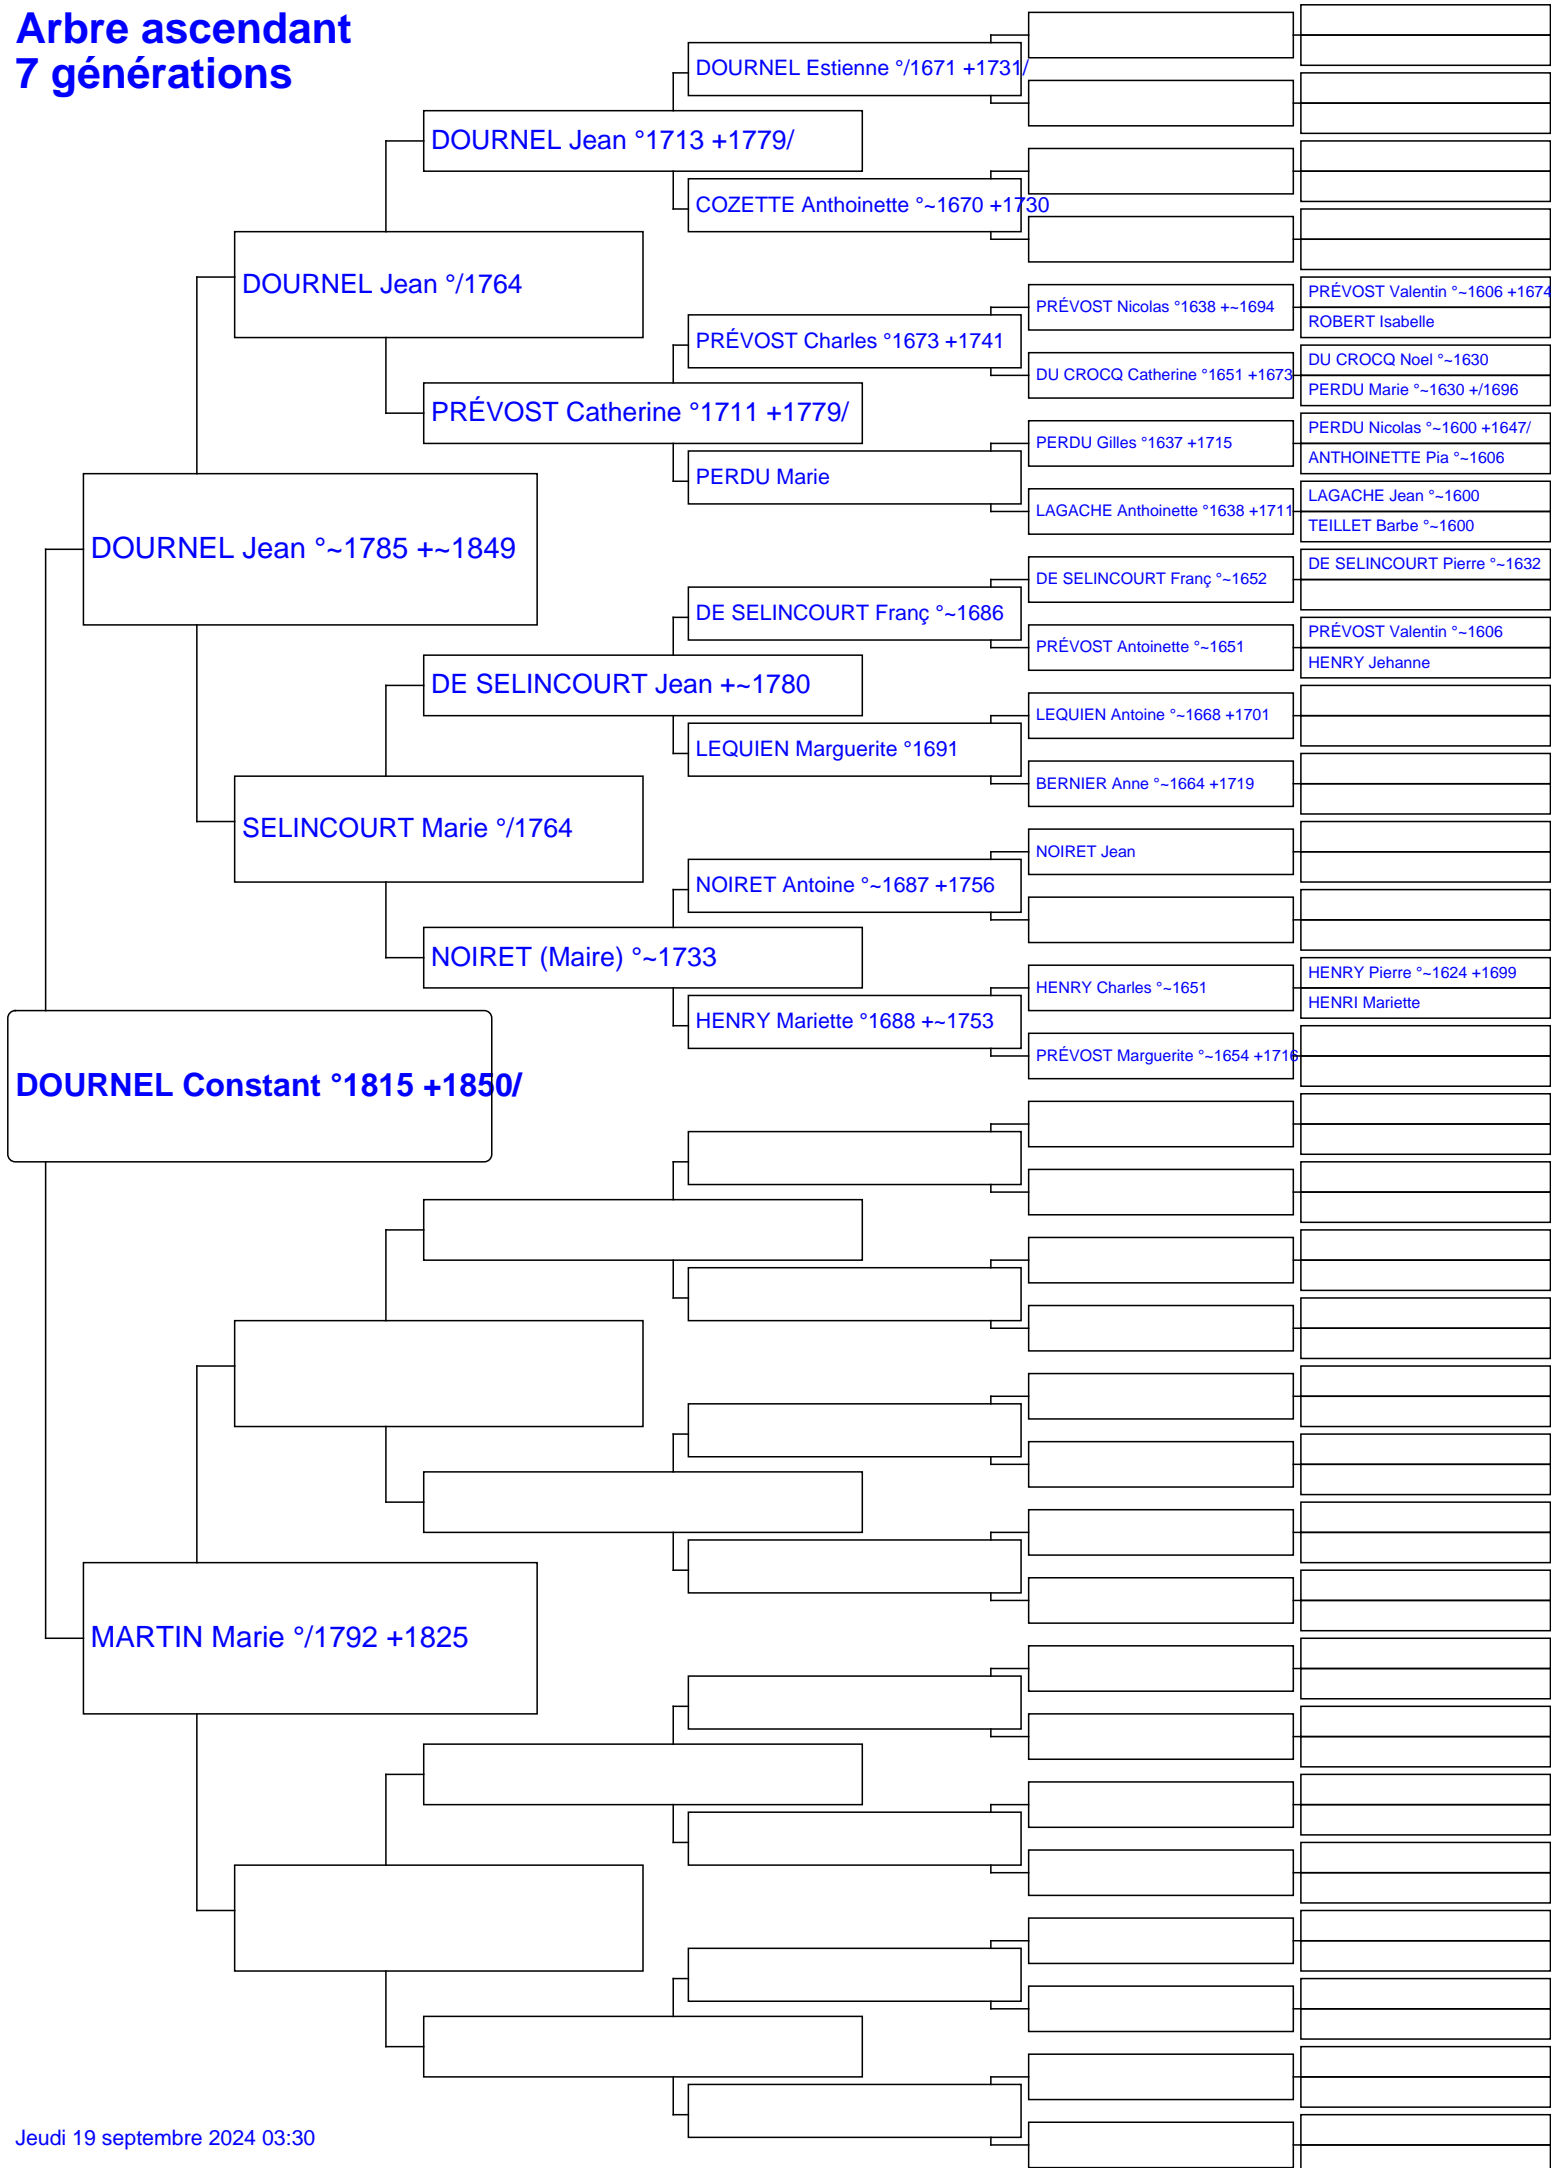 Arbre ascendant
7 générations
DOURNEL Estienne °/1671 +1731/
DOURNEL Jean °1713 +1779/
COZETTE Anthoinette °~1670 +1730
DOURNEL Jean °/1764
PRÉVOST Valentin °~1606 +1674
PRÉVOST Nicolas °1638 +~1694
ROBERT Isabelle
PRÉVOST Charles °1673 +1741
DU CROCQ Noel °~1630
DU CROCQ Catherine °1651 +1673
PERDU Marie °~1630 +/1696
PRÉVOST Catherine °1711 +1779/
PERDU Nicolas °~1600 +1647/
PERDU Gilles °1637 +1715
ANTHOINETTE Pia °~1606
PERDU Marie
LAGACHE Jean °~1600
LAGACHE Anthoinette °1638 +1711
TEILLET Barbe °~1600
DOURNEL Jean °~1785 +~1849
DE SELINCOURT Pierre °~1632
DE SELINCOURT Franç °~1652
DE SELINCOURT Franç °~1686
PRÉVOST Valentin °~1606
PRÉVOST Antoinette °~1651
HENRY Jehanne
DE SELINCOURT Jean +~1780
LEQUIEN Antoine °~1668 +1701
LEQUIEN Marguerite °1691
BERNIER Anne °~1664 +1719
SELINCOURT Marie °/1764
NOIRET Jean
NOIRET Antoine °~1687 +1756
NOIRET (Maire) °~1733
HENRY Pierre °~1624 +1699
HENRY Charles °~1651
HENRI Mariette
HENRY Mariette °1688 +~1753
PRÉVOST Marguerite °~1654 +1716
DOURNEL Constant °1815 +1850/
MARTIN Marie °/1792 +1825
Jeudi 19 septembre 2024 03:30